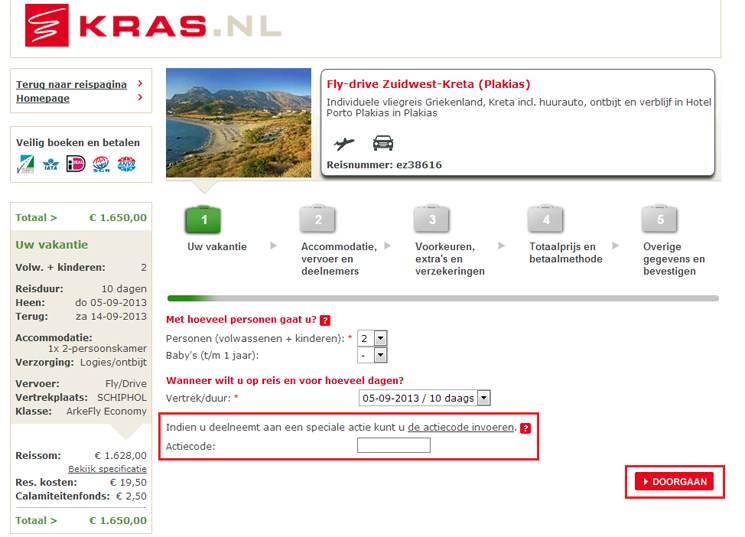 KRAS.NL
Terug naar reispagina
Homepage
Veilig boeken en betalen
IATA
iDEAL
SGR
ANVR
Totaal > € 1.650,00
Uw vakantie
Volw. + kinderen: 2
Reisduur: 10 dagen
Heen: do 05-09-2013
Terug: za 14-09-2013
Accommodatie:
1x 2-persoonskamer
Verzorging: Logies/ontbijt
Vervoer: Fly/Drive
Vertrekplaats: SCHIPHOL
Klasse: ArkeFly Economy
Reissom: € 1.628,00
Bekijk specificatie
Res. kosten: € 19,50
Calamiteitenfonds: € 2,50
Totaal > € 1.650,00
Fly-drive Zuidwest-Kreta (Plakias)
Individuele vliegreis Griekenland, Kreta incl. huurauto, ontbijt en verblijf in Hotel
Porto Plakias in Plakias
Reisnummer: ez38616
1 2 3 4 5
Uw vakantie
Accommodatie,
vervoer en
deelnemers
Voorkeuren,
extra's en
verzekeringen
Totaalprijs en
betaalmethode
Overige
gegevens en
bevestigen
Met hoeveel personen gaat u? ?
Personen (volwassenen + kinderen): * 2
Baby's (t/m 1 jaar): -
Wanneer wilt u op reis en voor hoeveel dagen?
Vertrek/duur: * 05-09-2013 / 10 daags
Indien u deelneemt aan een speciale actie kunt u de actiecode invoeren. ?
Actiecode:
DOORGAAN